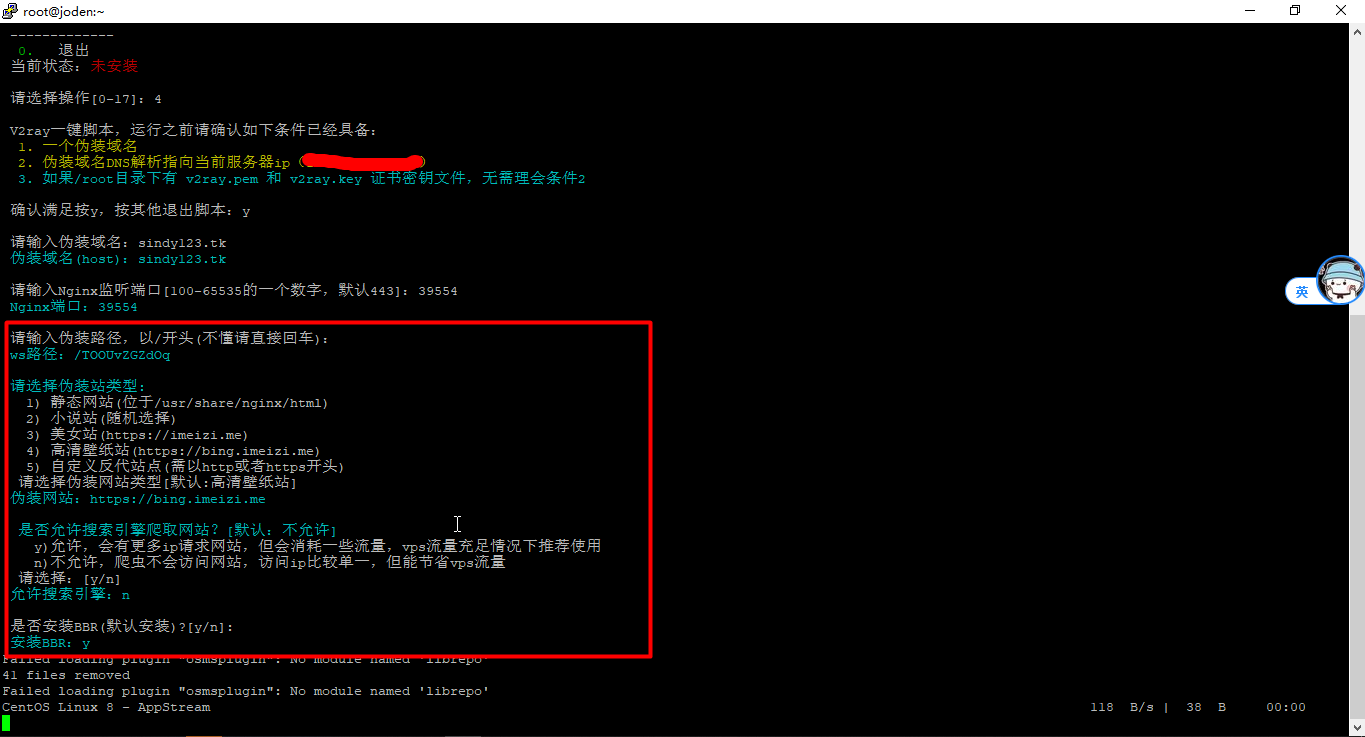 root@joden:~
-------------
0. 退出
当前状态：未安装
请选择操作[0-17]：4
V2ray一键脚本，运行之前请确认如下条件已经具备：
1. 一个伪装域名
2. 伪装域名DNS解析指向当前服务器ip（
3. 如果/root目录下有 v2ray.pem 和 v2ray.key 证书密钥文件，无需理会条件2
确认满足按y，按其他退出脚本：y
请输入伪装域名：sindy123.tk
伪装域名(host)：sindy123.tk
请输入Nginx监听端口[100-65535的一个数字，默认443]：39554
Nginx端口：39554
请输入伪装路径，以/开头(不懂请直接回车)：
ws路径：/TOOUvZGZdOq
请选择伪装站类型：
1) 静态网站(位于/usr/share/nginx/html)
2) 小说站(随机选择)
3) 美女站(https://imeizi.me)
4) 高清壁纸站(https://bing.imeizi.me)
5) 自定义反代站点(需以http或者https开头)
请选择伪装网站类型[默认:高清壁纸站]
伪装网站：https://bing.imeizi.me
是否允许搜索引擎爬取网站？[默认：不允许]
y)允许，会有更多ip请求网站，但会消耗一些流量，vps流量充足情况下推荐使用
n)不允许，爬虫不会访问网站，访问ip比较单一，但能节省vps流量
请选择：[y/n]
允许搜索引擎：n
是否安装BBR(默认安装)?[y/n]:
安装BBR：y
Failed loading plugin "osmsplugin": No module named 'librepo'
41 files removed
Failed loading plugin "osmsplugin": No module named 'librepo'
CentOS Linux 8 - AppStream 118 B/s | 38 B 00:00
英